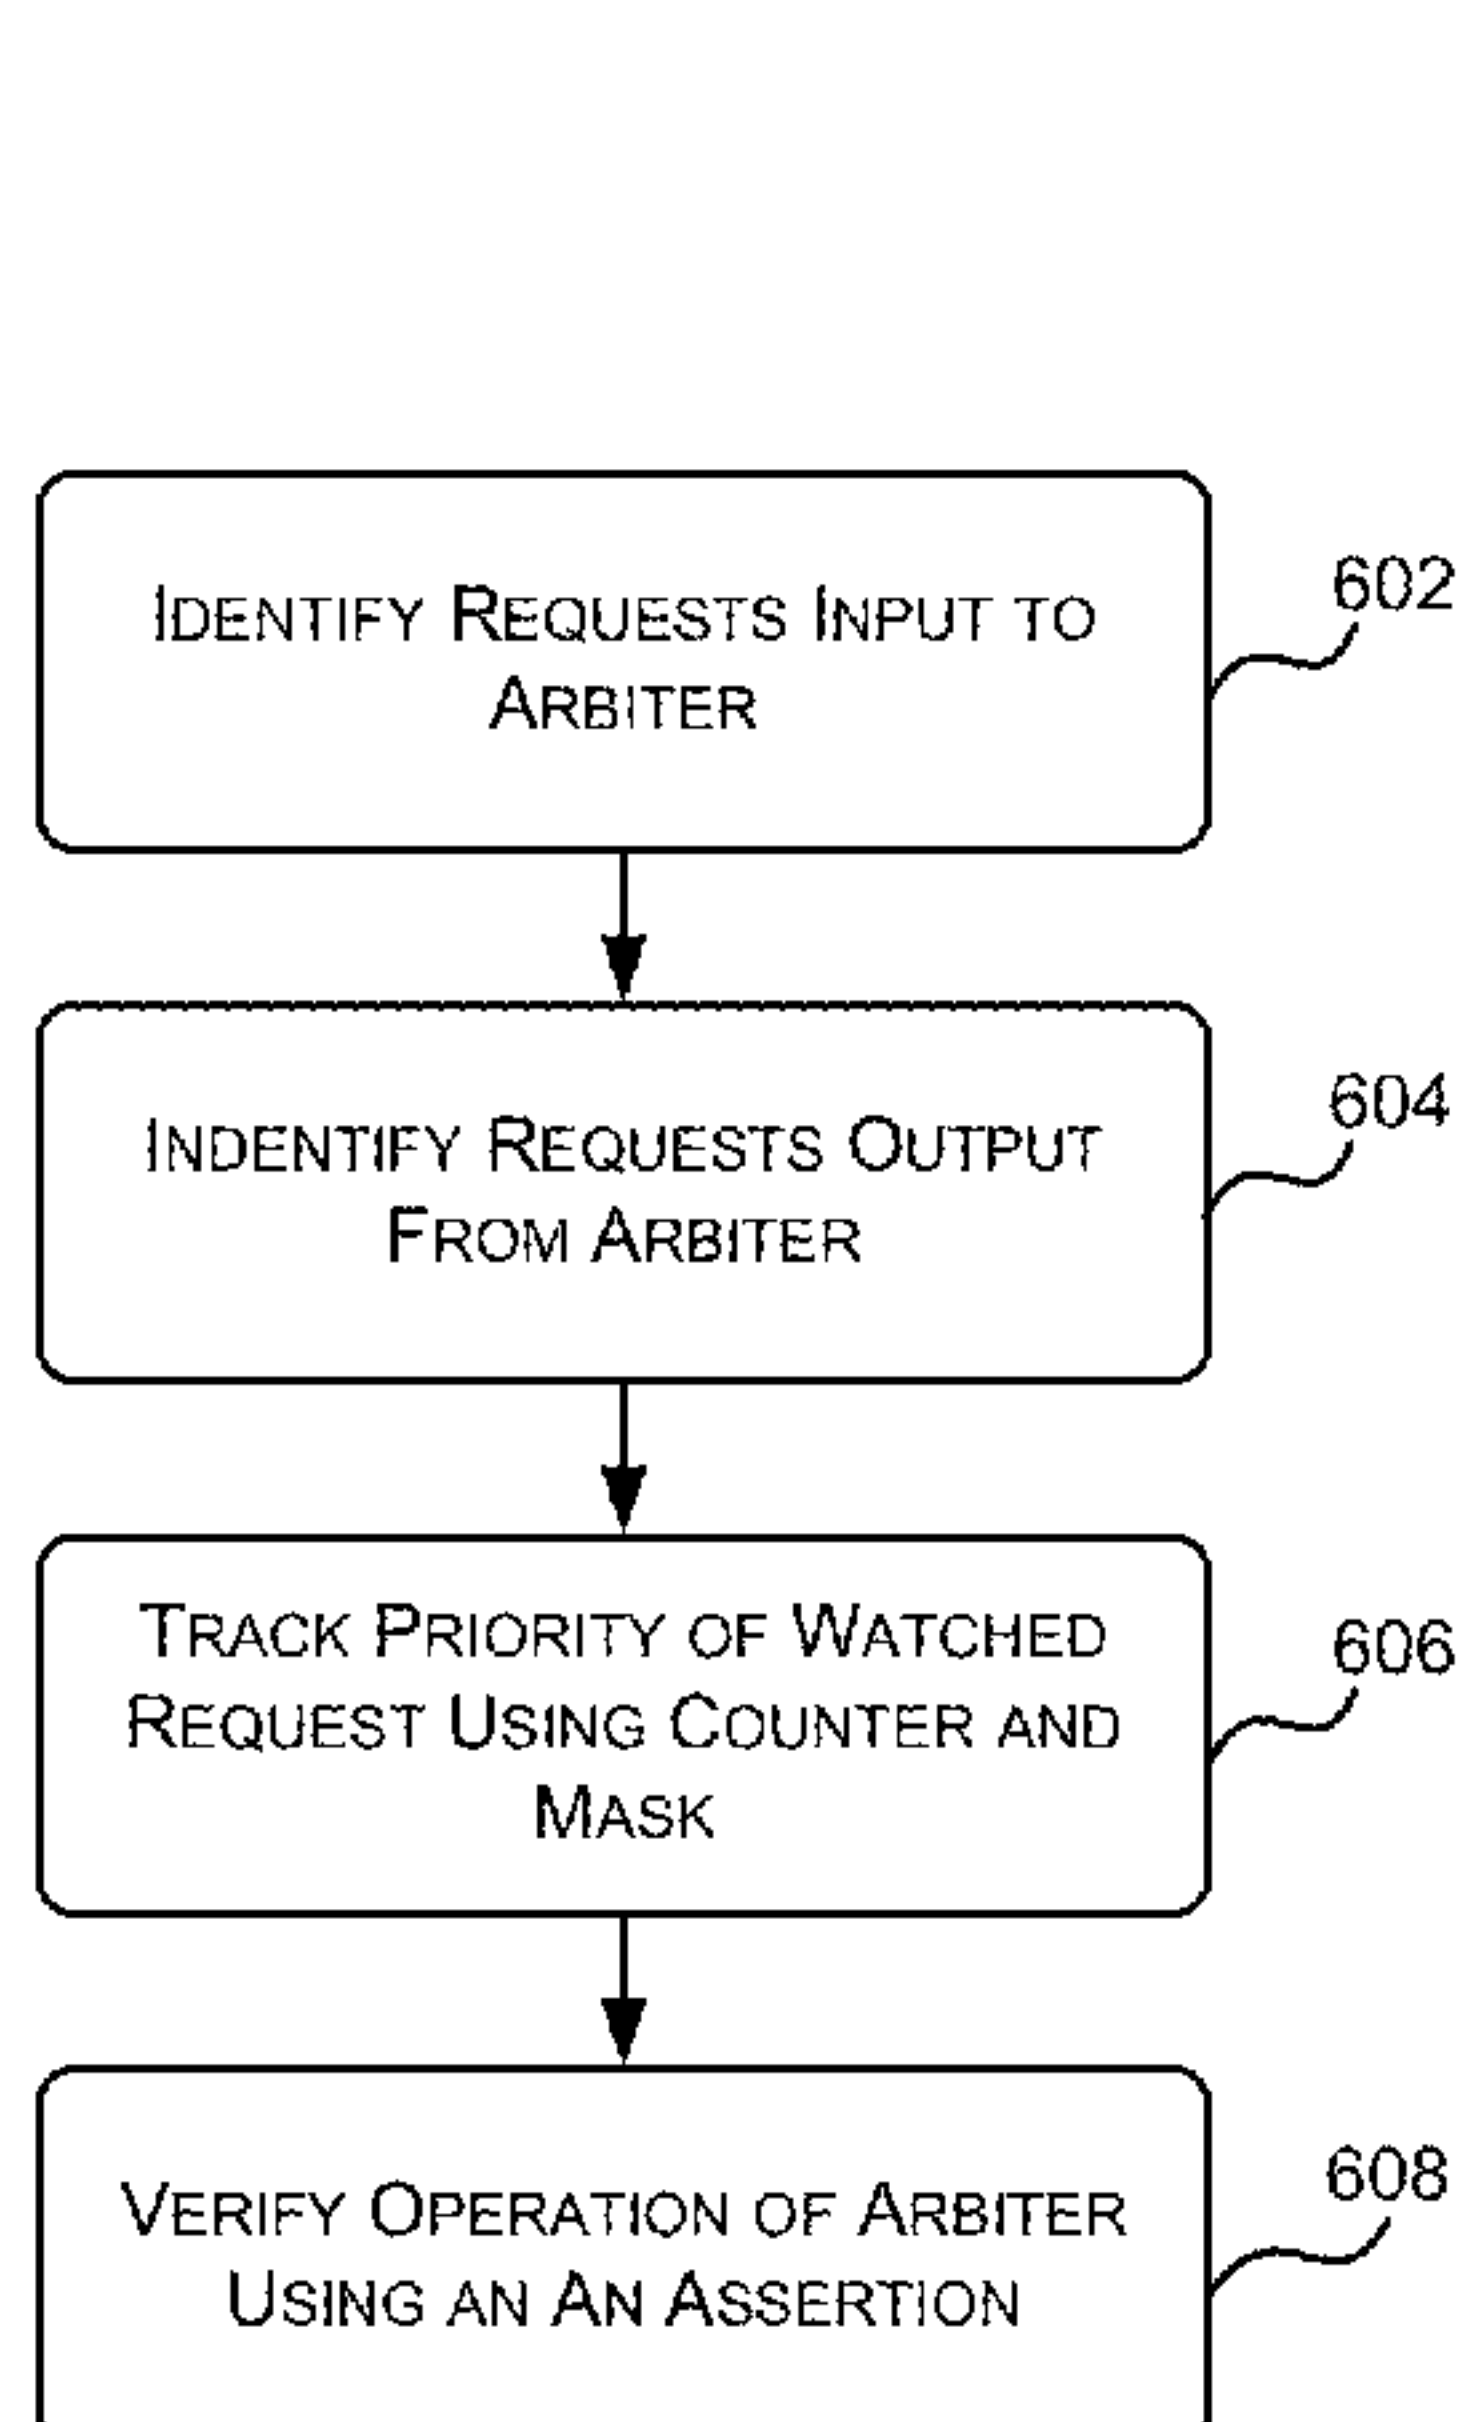 IDENTIFY REQUESTS INPUT TO
ARBITER
602
INDENTIFY REQUESTS OUTPUT
FROM ARBITER
604
TRACK PRIORITY OF WATCHED
REQUEST USING COUNTER AND
MASK
606
VERIFY OPERATION OF ARBITER
USING AN AN ASSERTION
608